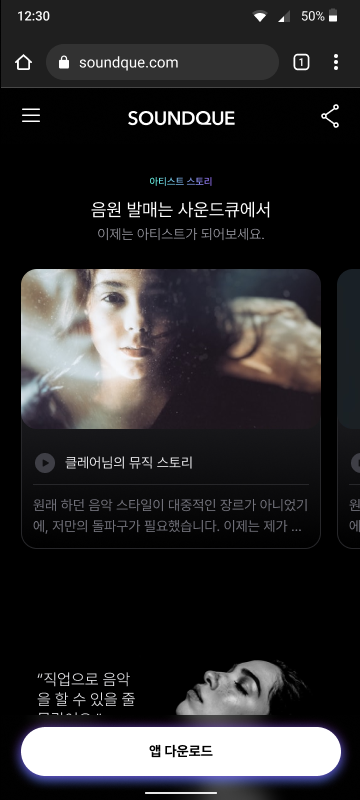 12:30
50%
soundque.com
1
SOUNDQUE
아티스트 스토리
음원 발매는 사운드큐에서
이제는 아티스트가 되어보세요.
클레어님의 뮤직 스토리
원래 하던 음악 스타일이 대중적인 장르가 아니었기
에, 저만의 돌파구가 필요했습니다. 이제는 제가 ...
원
에
“직업으로 음악
을 할 수 있을 줄
앱 다운로드